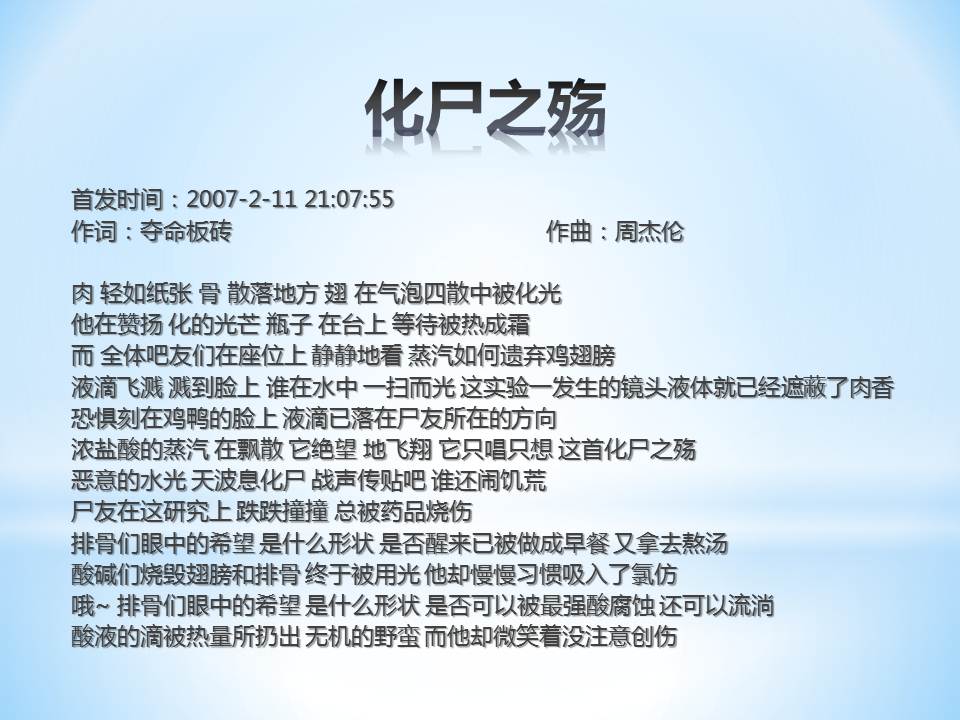 化尸之殇
首发时间：2007-2-11 21:07:55
作词：夺命板砖 作曲：周杰伦
肉 轻如纸张 骨 散落地方 翅 在气泡四散中被化光
他在赞扬 化的光芒 瓶子 在台上 等待被热成霜
而 全体吧友们在座位上 静静地看 蒸汽如何遗弃鸡翅膀
液滴飞溅 溅到脸上 谁在水中 一扫而光 这实验一发生的镜头液体就已经遮蔽了肉香
恐惧刻在鸡鸭的脸上 液滴已落在尸友所在的方向
浓盐酸的蒸汽 在飘散 它绝望 地飞翔 它只唱只想 这首化尸之殇
恶意的水光 天波息化尸 战声传贴吧 谁还闹饥荒
尸友在这研究上 跌跌撞撞 总被药品烧伤
排骨们眼中的希望 是什么形状 是否醒来已被做成早餐 又拿去熬汤
酸碱们烧毁翅膀和排骨 终于被用光 他却慢慢习惯吸入了氯仿
哦~ 排骨们眼中的希望 是什么形状 是否可以被最强酸腐蚀 还可以流淌
酸液的滴被热量所扔出 无机的野蛮 而他却微笑着没注意创伤